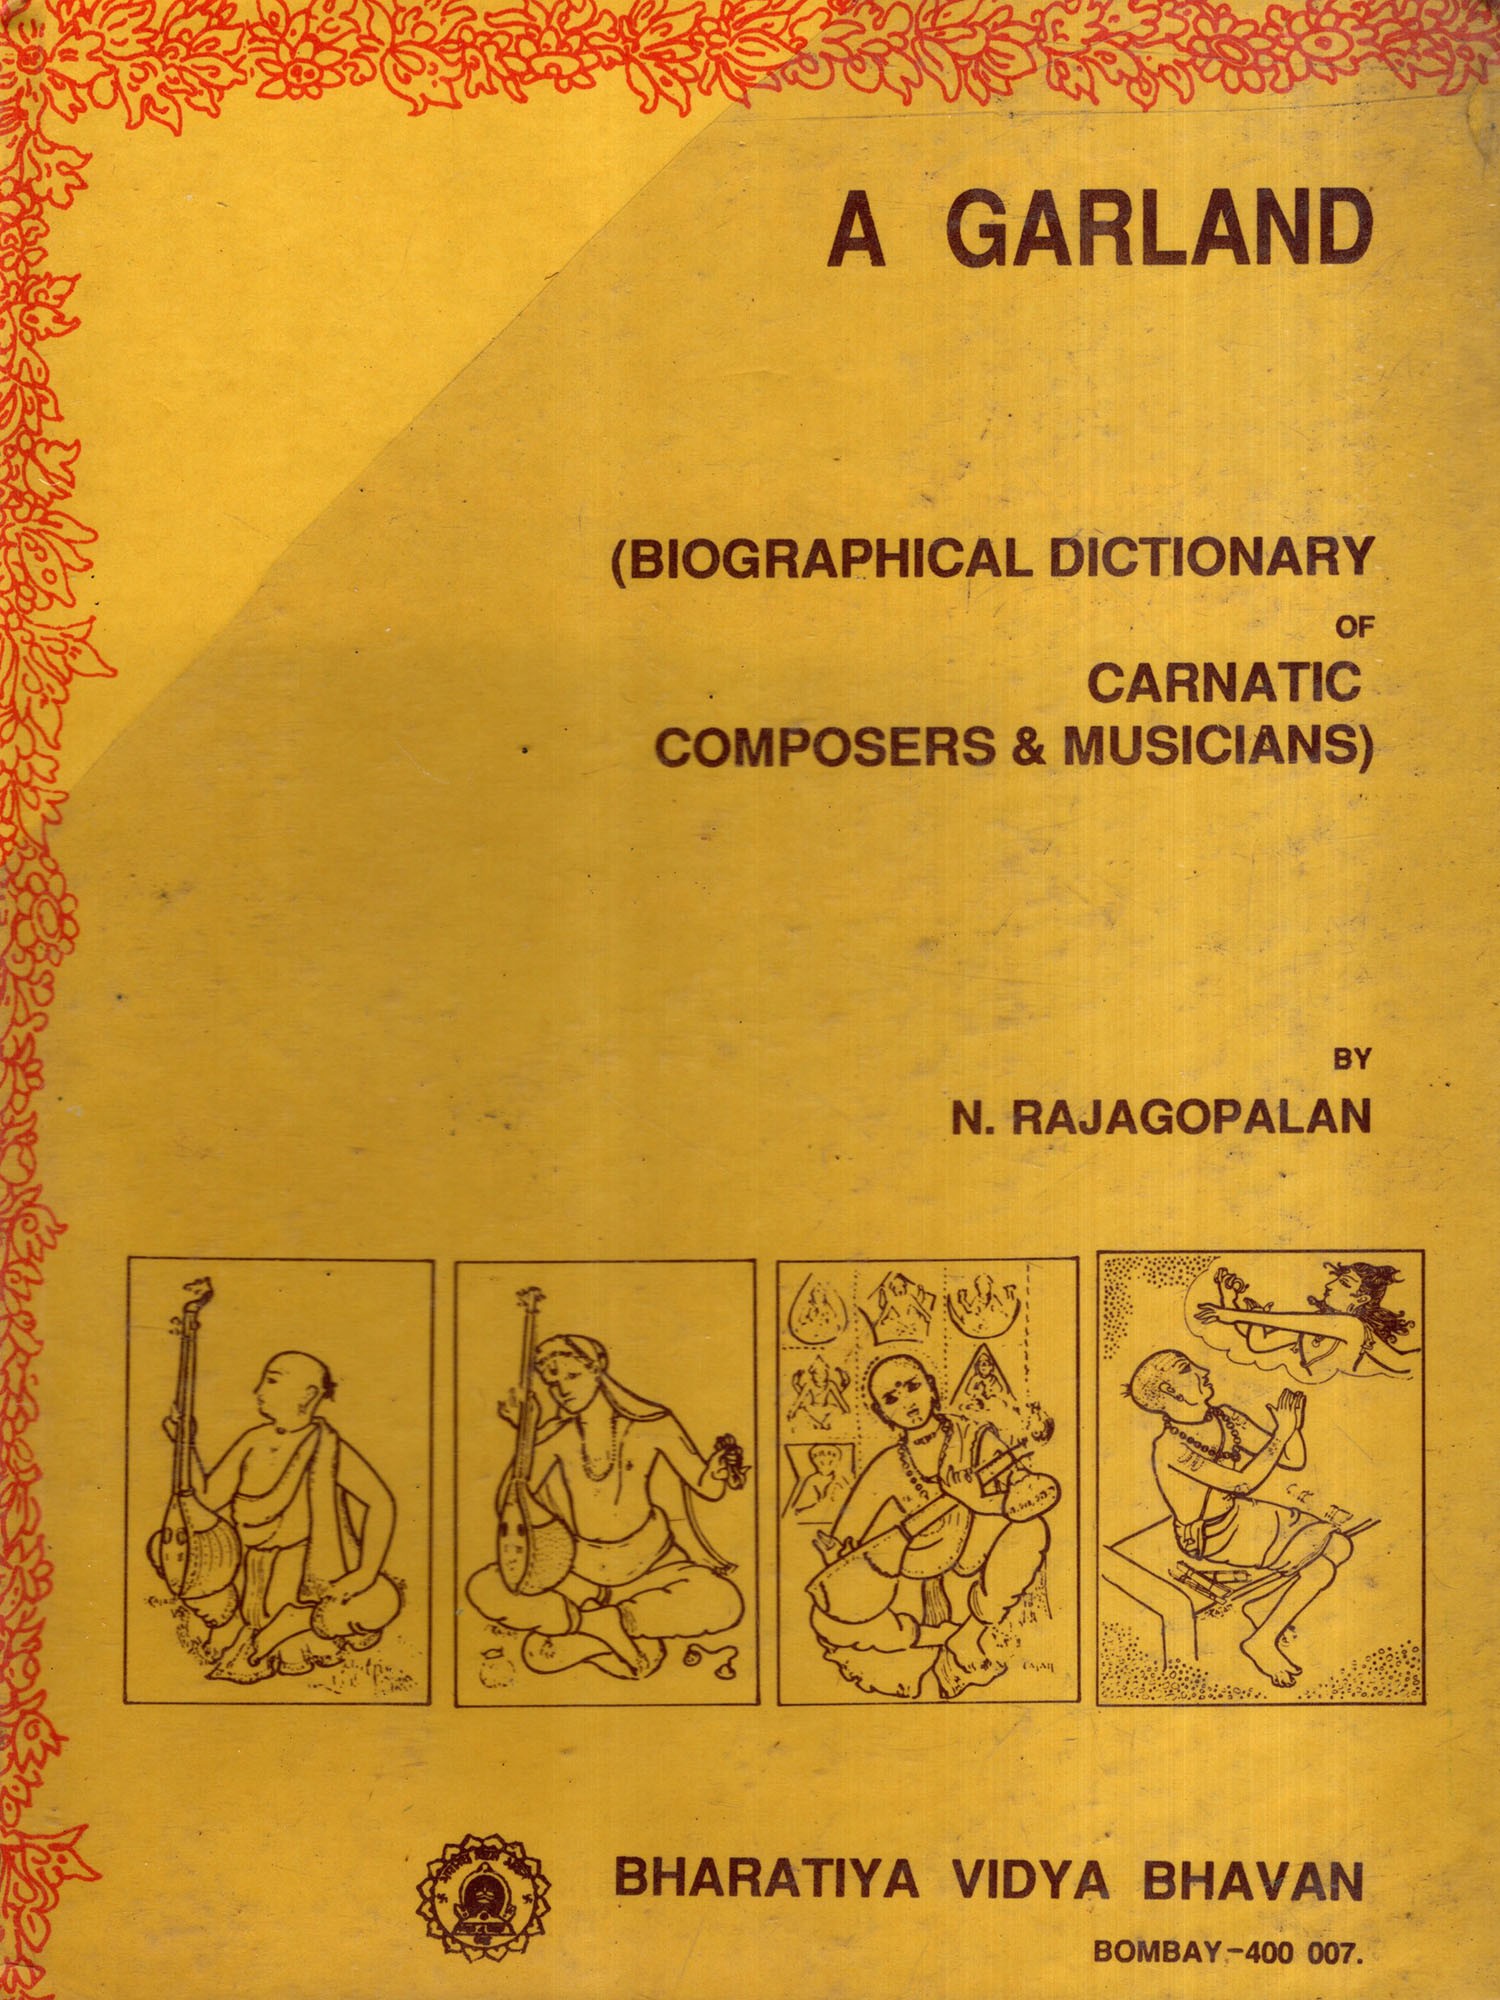 A GARLAND
(BIOGRAPHICAL DICTIONARY
OF
CARNATIC
COMPOSERS & MUSICIANS)
BY
N. RAJAGOPALAN
BHARATIYA VIDYA BHAVAN
BOMBAY-400 007.